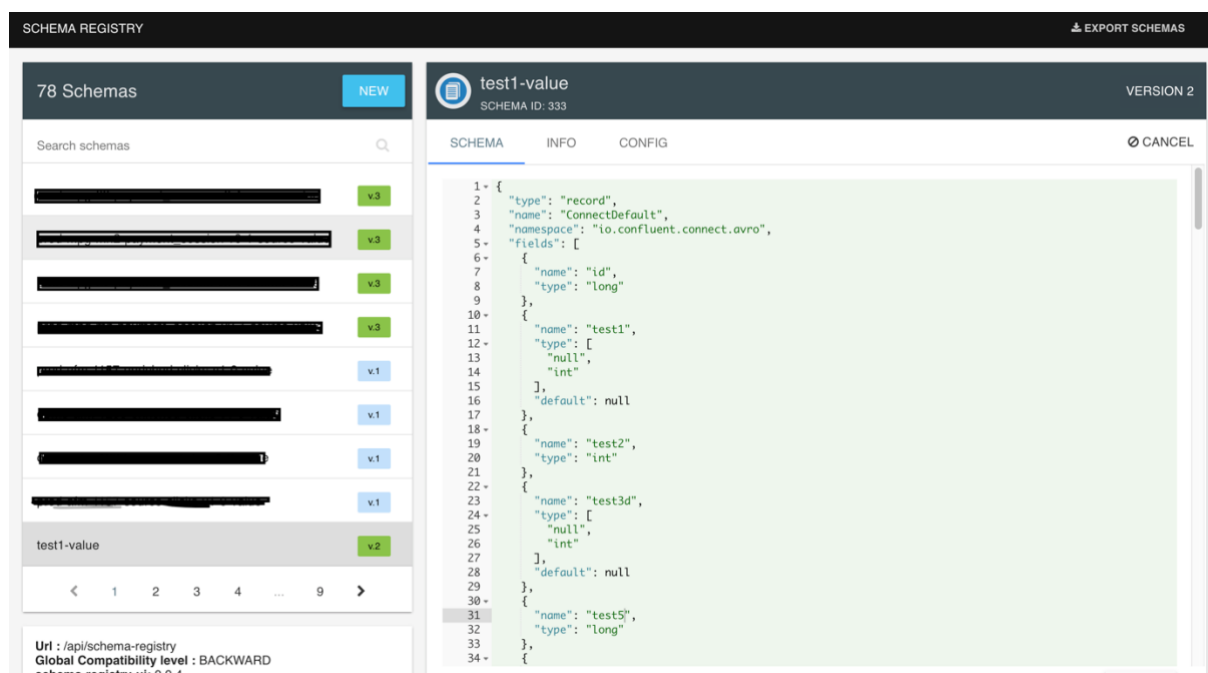 SCHEMA REGISTRY
EXPORT SCHEMAS
78 Schemas
NEW
Search schemas
v.3
v.3
v.3
v.3
v.1
v.1
v.1
v.1
test1-value
v.2
1 2 3 4 ... 9
Url : /api/schema-registry
Global Compatibility level : BACKWARD
test1-value
SCHEMA ID: 333
VERSION 2
SCHEMA
INFO
CONFIG
CANCEL
1 {
2 "type": "record",
3 "name": "ConnectDefault",
4 "namespace": "io.confluent.connect.avro",
5 "fields": [
6 {
7 "name": "id",
8 "type": "long"
9 },
10 {
11 "name": "test1",
12 "type": [
13 "null",
14 "int"
15 ],
16 "default": null
17 },
18 {
19 "name": "test2",
20 "type": "int"
21 },
22 {
23 "name": "test3d",
24 "type": [
25 "null",
26 "int"
27 ],
28 "default": null
29 },
30 {
31 "name": "test5",
32 "type": "long"
33 },
34 {